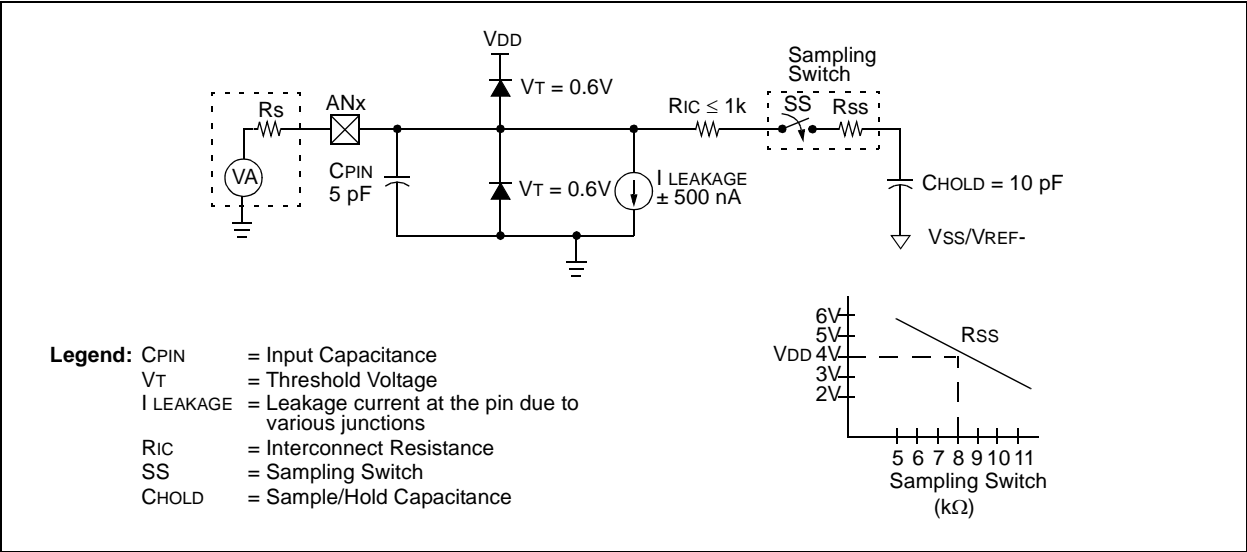 VDD
Sampling
Switch
VT = 0.6V
Rs
ANx
RIC ≤ 1k
SS
RSS
VA
CPIN
5 pF
VT = 0.6V
I LEAKAGE
± 500 nA
CHOLD = 10 pF
VSS/VREF-
Legend: CPIN = Input Capacitance
VT = Threshold Voltage
I LEAKAGE = Leakage current at the pin due to
various junctions
RIC = Interconnect Resistance
SS = Sampling Switch
CHOLD = Sample/Hold Capacitance
6V
5V
VDD 4V
3V
2V
RSS
5 6 7 8 9 10 11
Sampling Switch
(kΩ)